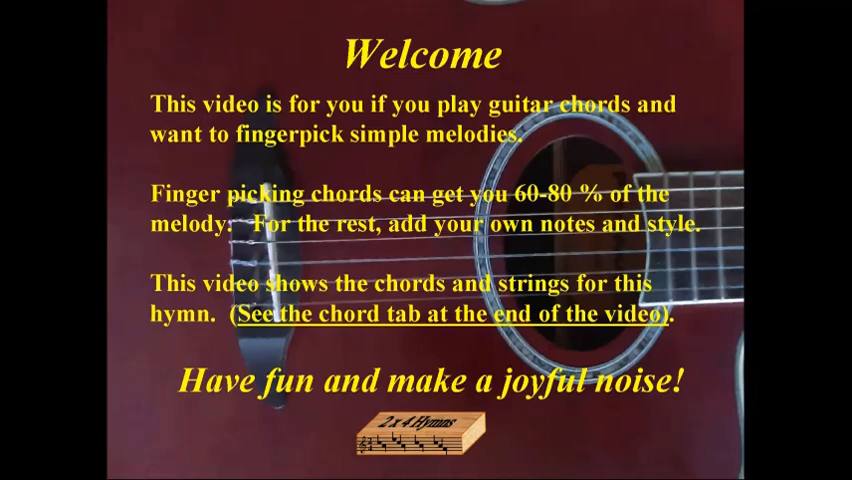 Welcome
This video is for you if you play guitar chords and
want to fingerpick simple melodies.
Finger picking chords can get you 60-80 % of the
melody. For the rest, add your own notes and style.
This video shows the chords and strings for this
hymn. (See the chord tab at the end of the video).
Have fun and make a joyful noise!
2 x 4 Hymns